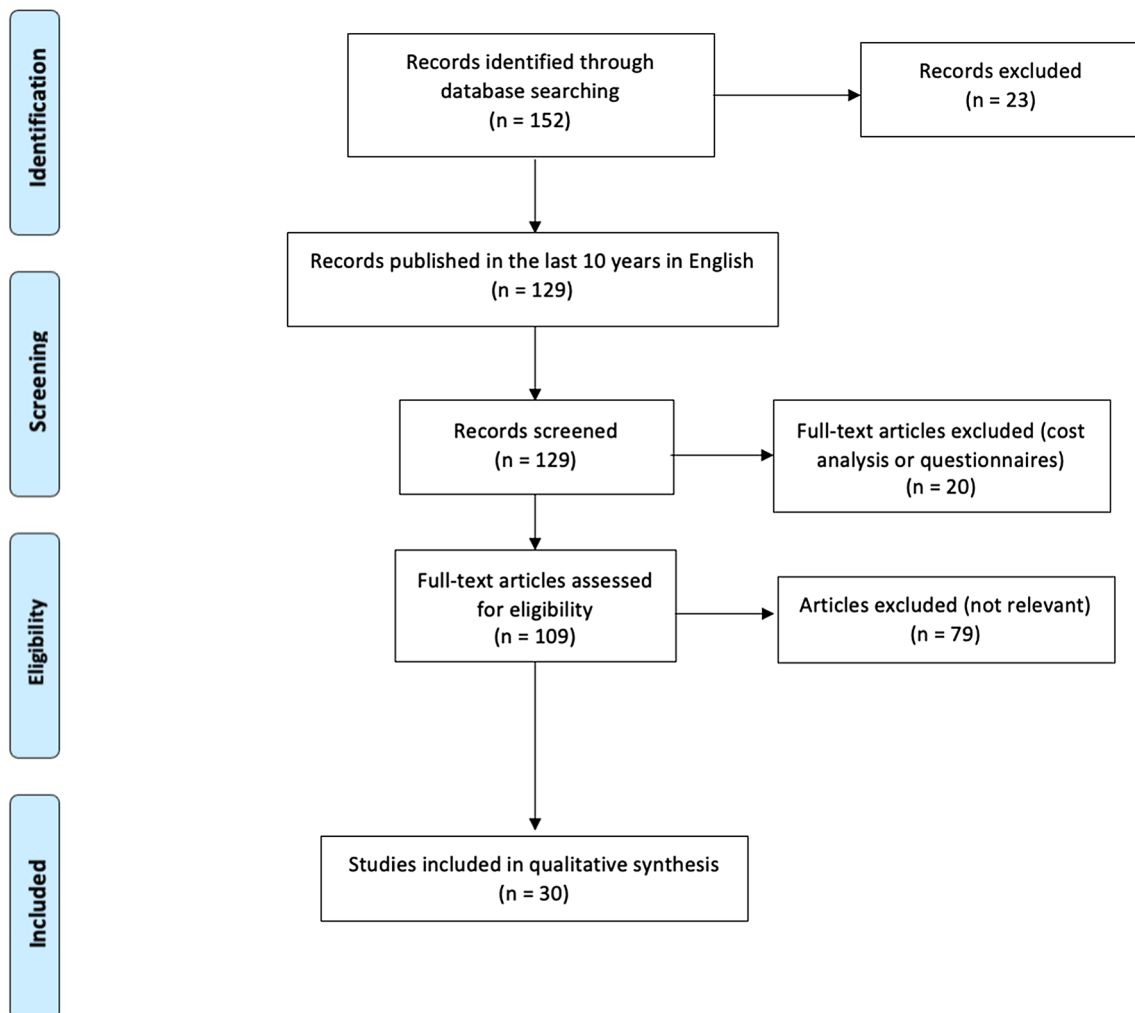 Identification
Records identified through
database searching
(n = 152)
Records excluded
(n = 23)
Records published in the last 10 years in English
(n = 129)
Screening
Records screened
(n = 129)
Full-text articles excluded (cost
analysis or questionnaires)
(n = 20)
Eligibility
Full-text articles assessed
for eligibility
(n = 109)
Articles excluded (not relevant)
(n = 79)
Included
Studies included in qualitative synthesis
(n = 30)